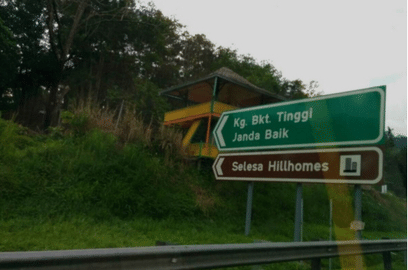 Kg. Bkt. Tinggi
Janda Baik
Selesa Hillhomes